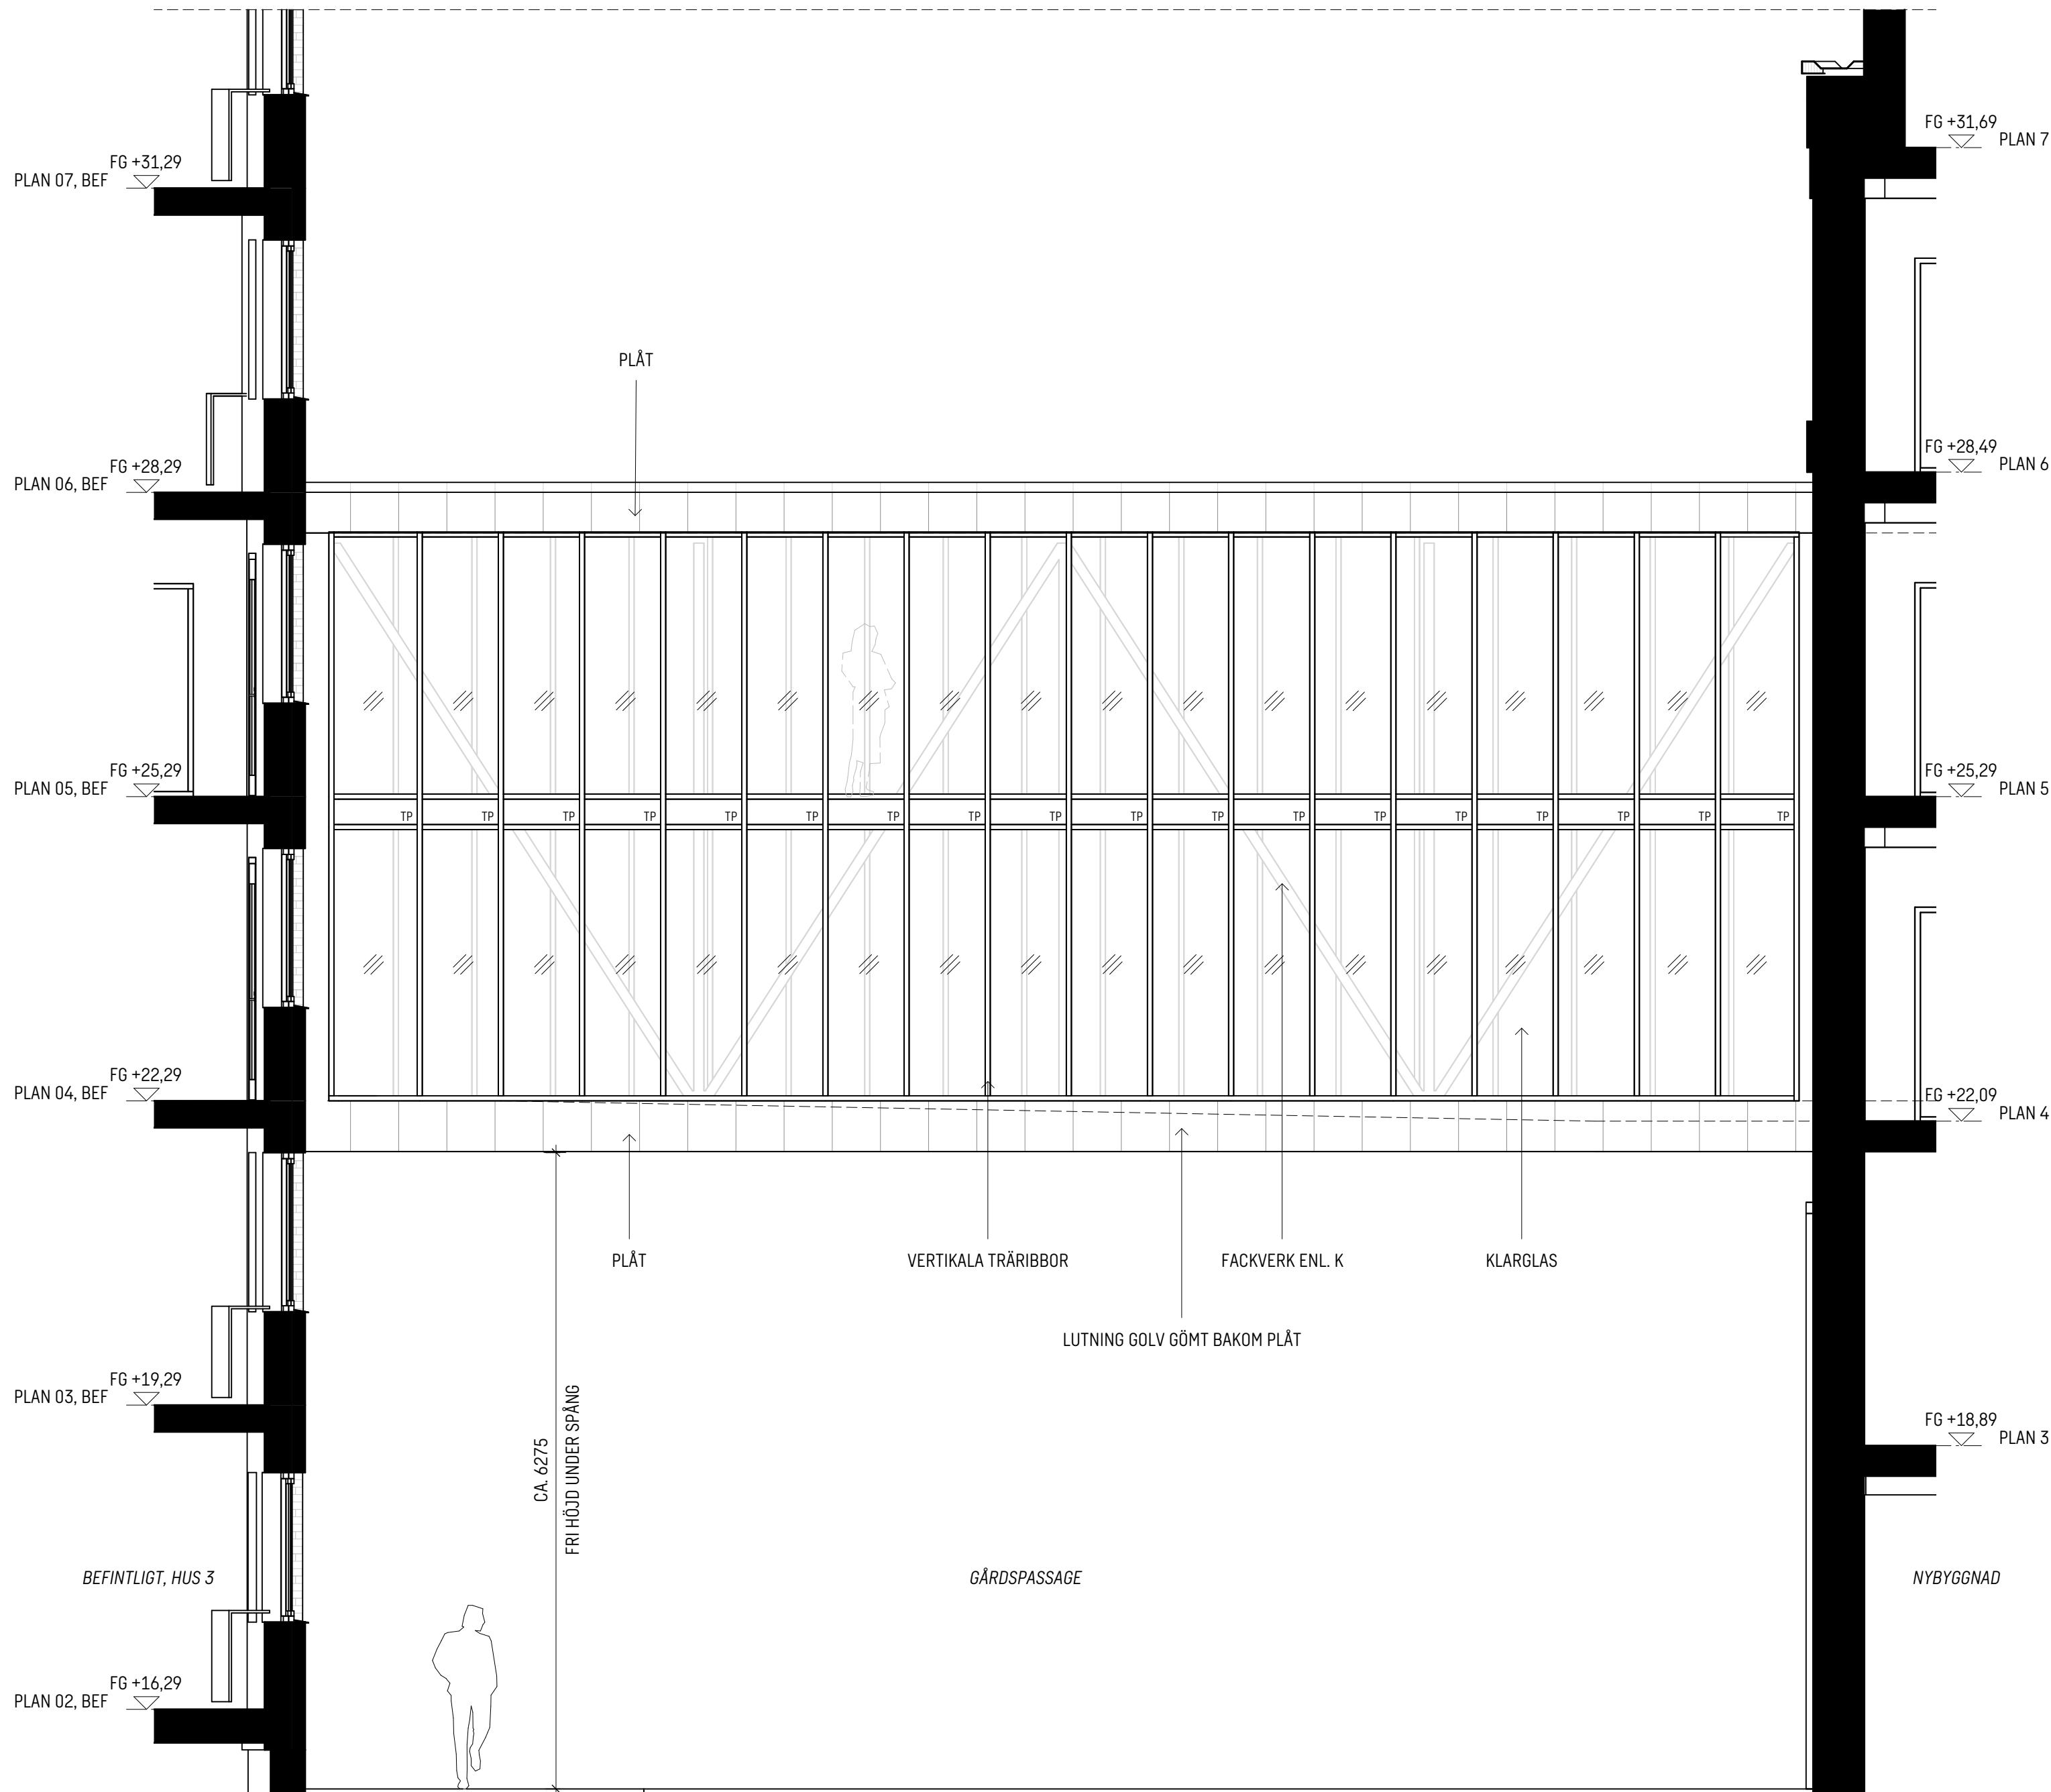 FG +31,69
PLAN 7
FG +31,29
PLAN 07, BEF
PLÅT
FG +28,49
PLAN 6
FG +28,29
PLAN 06, BEF
FG +25,29
PLAN 05, BEF
FG +25,29
PLAN 5
TP TP TP TP TP TP TP TP TP TP TP TP TP TP TP TP TP TP
FG +22,29
PLAN 04, BEF
FG +22,09
PLAN 4
PLÅT
VERTIKALA TRÄRIBBOR
FACKVERK ENL. K
KLARGLAS
LUTNING GOLV GÖMT BAKOM PLÅT
FG +19,29
PLAN 03, BEF
CA. 6275
FRI HÖJD UNDER SPÅNG
FG +18,89
PLAN 3
BEFINTLIGT, HUS 3
GÅRDSPASSAGE
NYBYGGNAD
FG +16,29
PLAN 02, BEF